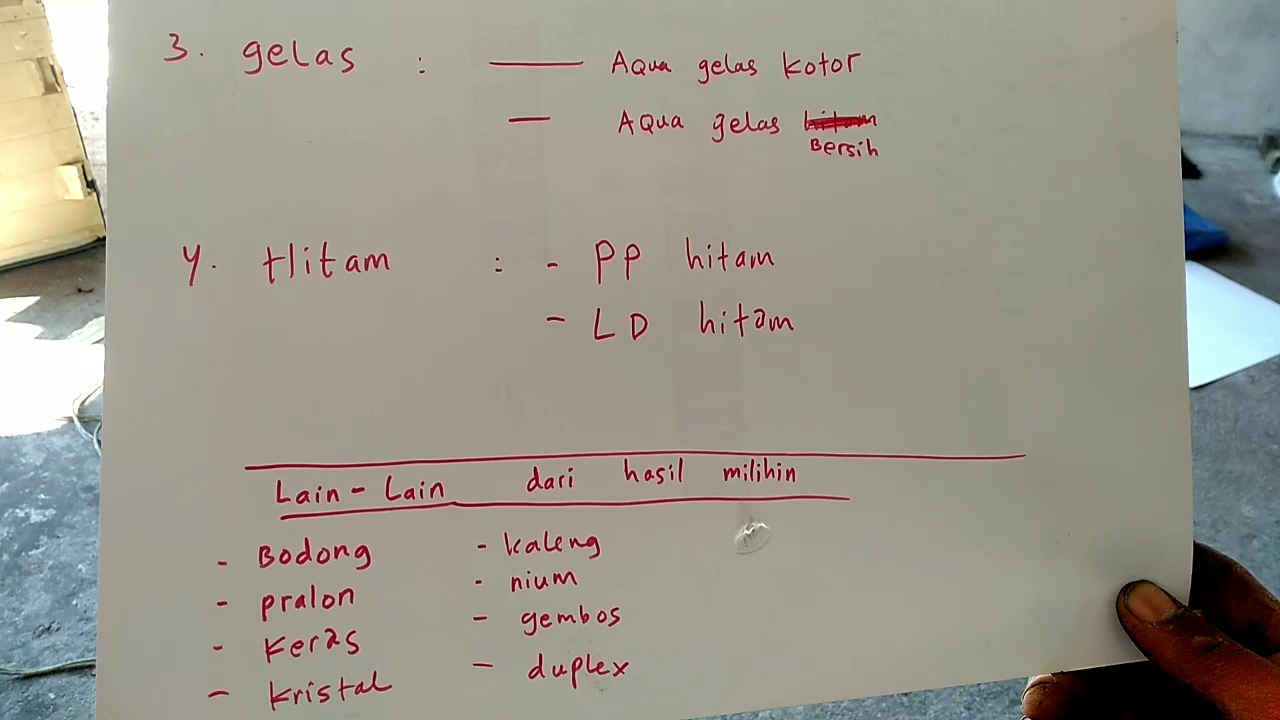 3. gelas : — Aqua gelas kotor
— AQua gelas hitam
Bersih
4. Hitam : - PP hitam
- LD hitam
Lain - Lain dari hasil milihin
- Bodong - kaleng
- pralon - nium
- Keras - gembos
- kristal - duplex